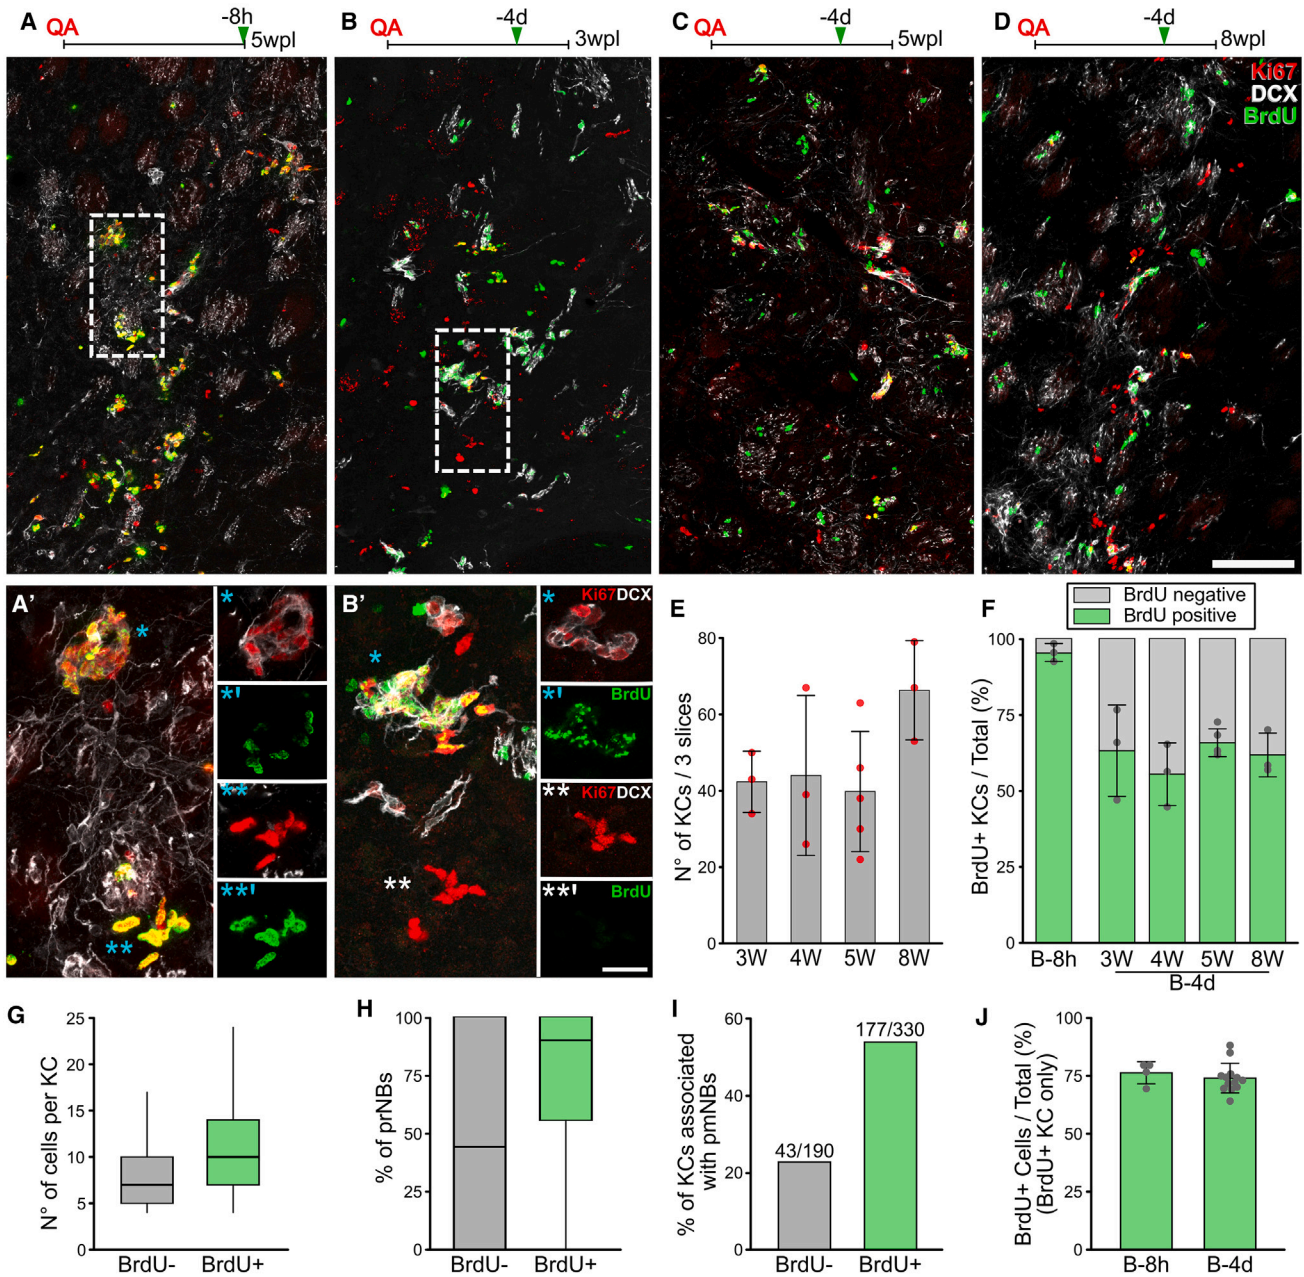 A
QA
-8h
5wpl
B
QA
-4d
3wpl
C
QA
-4d
5wpl
D
QA
-4d
8wpl
Ki67
DCX
BrdU
A'
*
**
*
*'
**
**'
B'
*
**
* Ki67DCX
*' BrdU
** Ki67DCX
**' BrdU
E
N° of KCs / 3 slices
80
60
40
20
0
3W 4W 5W 8W
F
BrdU negative
BrdU positive
BrdU+ KCs / Total (%)
100
75
50
25
0
B-8h 3W 4W 5W 8W
B-4d
G
N° of cells per KC
25
20
15
10
5
0
BrdU- BrdU+
H
% of prNBs
100
75
50
25
0
BrdU- BrdU+
I
% of KCs associated
with pmNBs
60
40
20
0
43/190
177/330
BrdU- BrdU+
J
BrdU+ Cells / Total (%)
(BrdU+ KC only)
100
75
50
25
0
B-8h B-4d